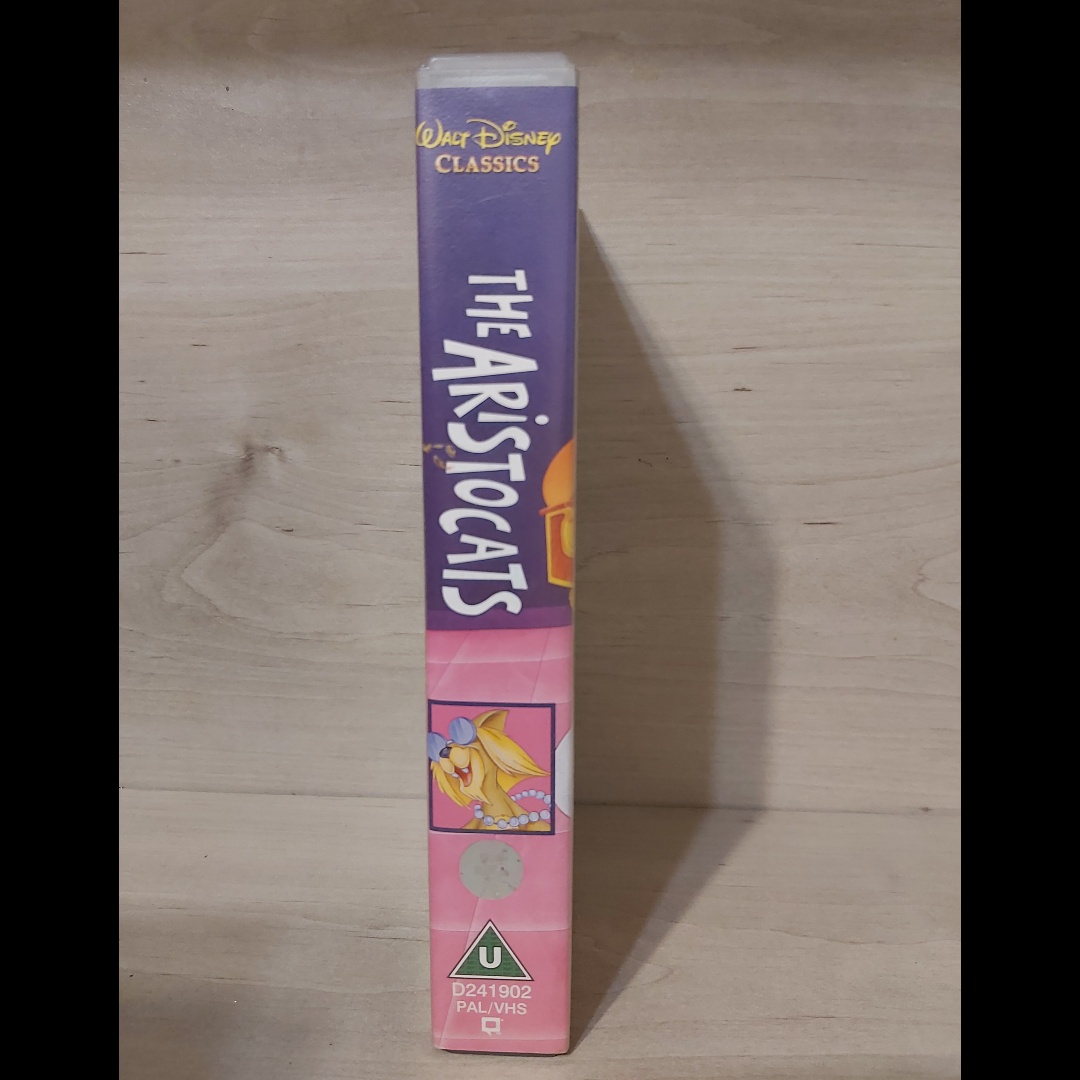 Walt Disney
CLASSICS
THE ARiSTOCATS
U
D241902
PAL/VHS